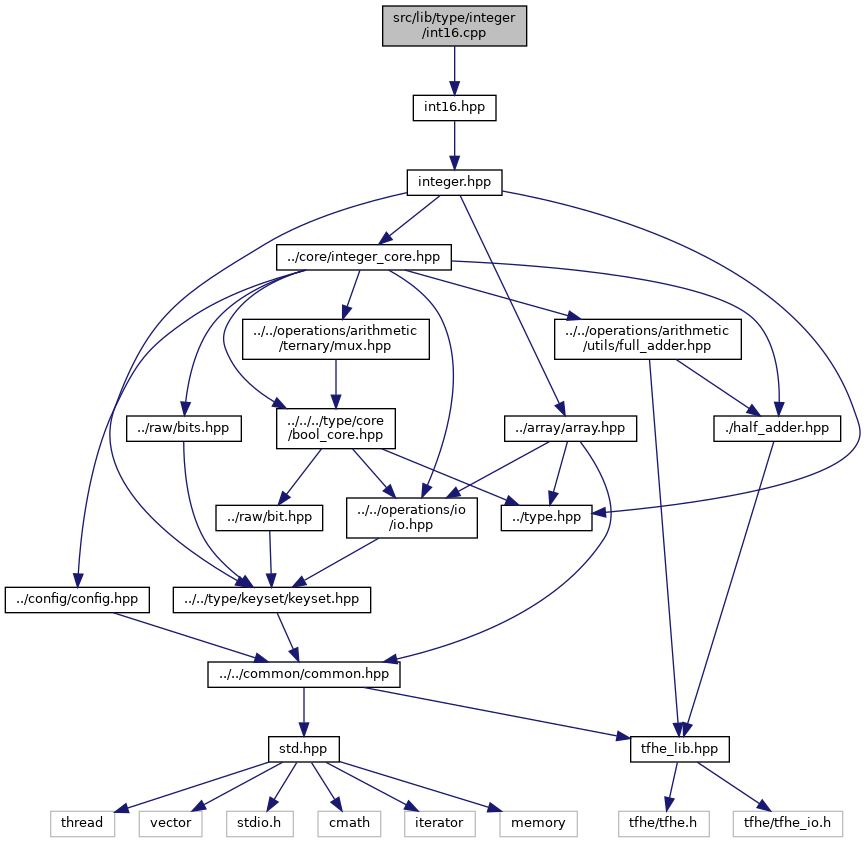 src/lib/type/integer
/int16.cpp
int16.hpp
integer.hpp
../core/integer_core.hpp
../../operations/arithmetic
/ternary/mux.hpp
../../operations/arithmetic
/utils/full_adder.hpp
../raw/bits.hpp
../../../type/core
/bool_core.hpp
../array/array.hpp
./half_adder.hpp
../raw/bit.hpp
../../operations/io
/io.hpp
../type.hpp
../config/config.hpp
../../type/keyset/keyset.hpp
../../common/common.hpp
std.hpp
tfhe_lib.hpp
thread
vector
stdio.h
cmath
iterator
memory
tfhe/tfhe.h
tfhe/tfhe_io.h